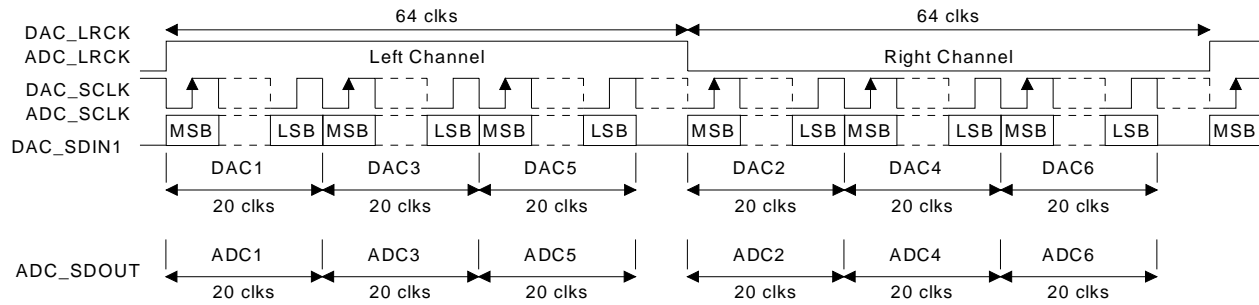 64 clks 64 clks
DAC_LRCK
ADC_LRCK Left Channel Right Channel
DAC_SCLK
ADC_SCLK
MSB LSB MSB LSB MSB LSB MSB LSB MSB LSB MSB LSB MSB
DAC_SDIN1
DAC1 DAC3 DAC5 DAC2 DAC4 DAC6
20 clks 20 clks 20 clks 20 clks 20 clks 20 clks
ADC1 ADC3 ADC5 ADC2 ADC4 ADC6
ADC_SDOUT
20 clks 20 clks 20 clks 20 clks 20 clks 20 clks